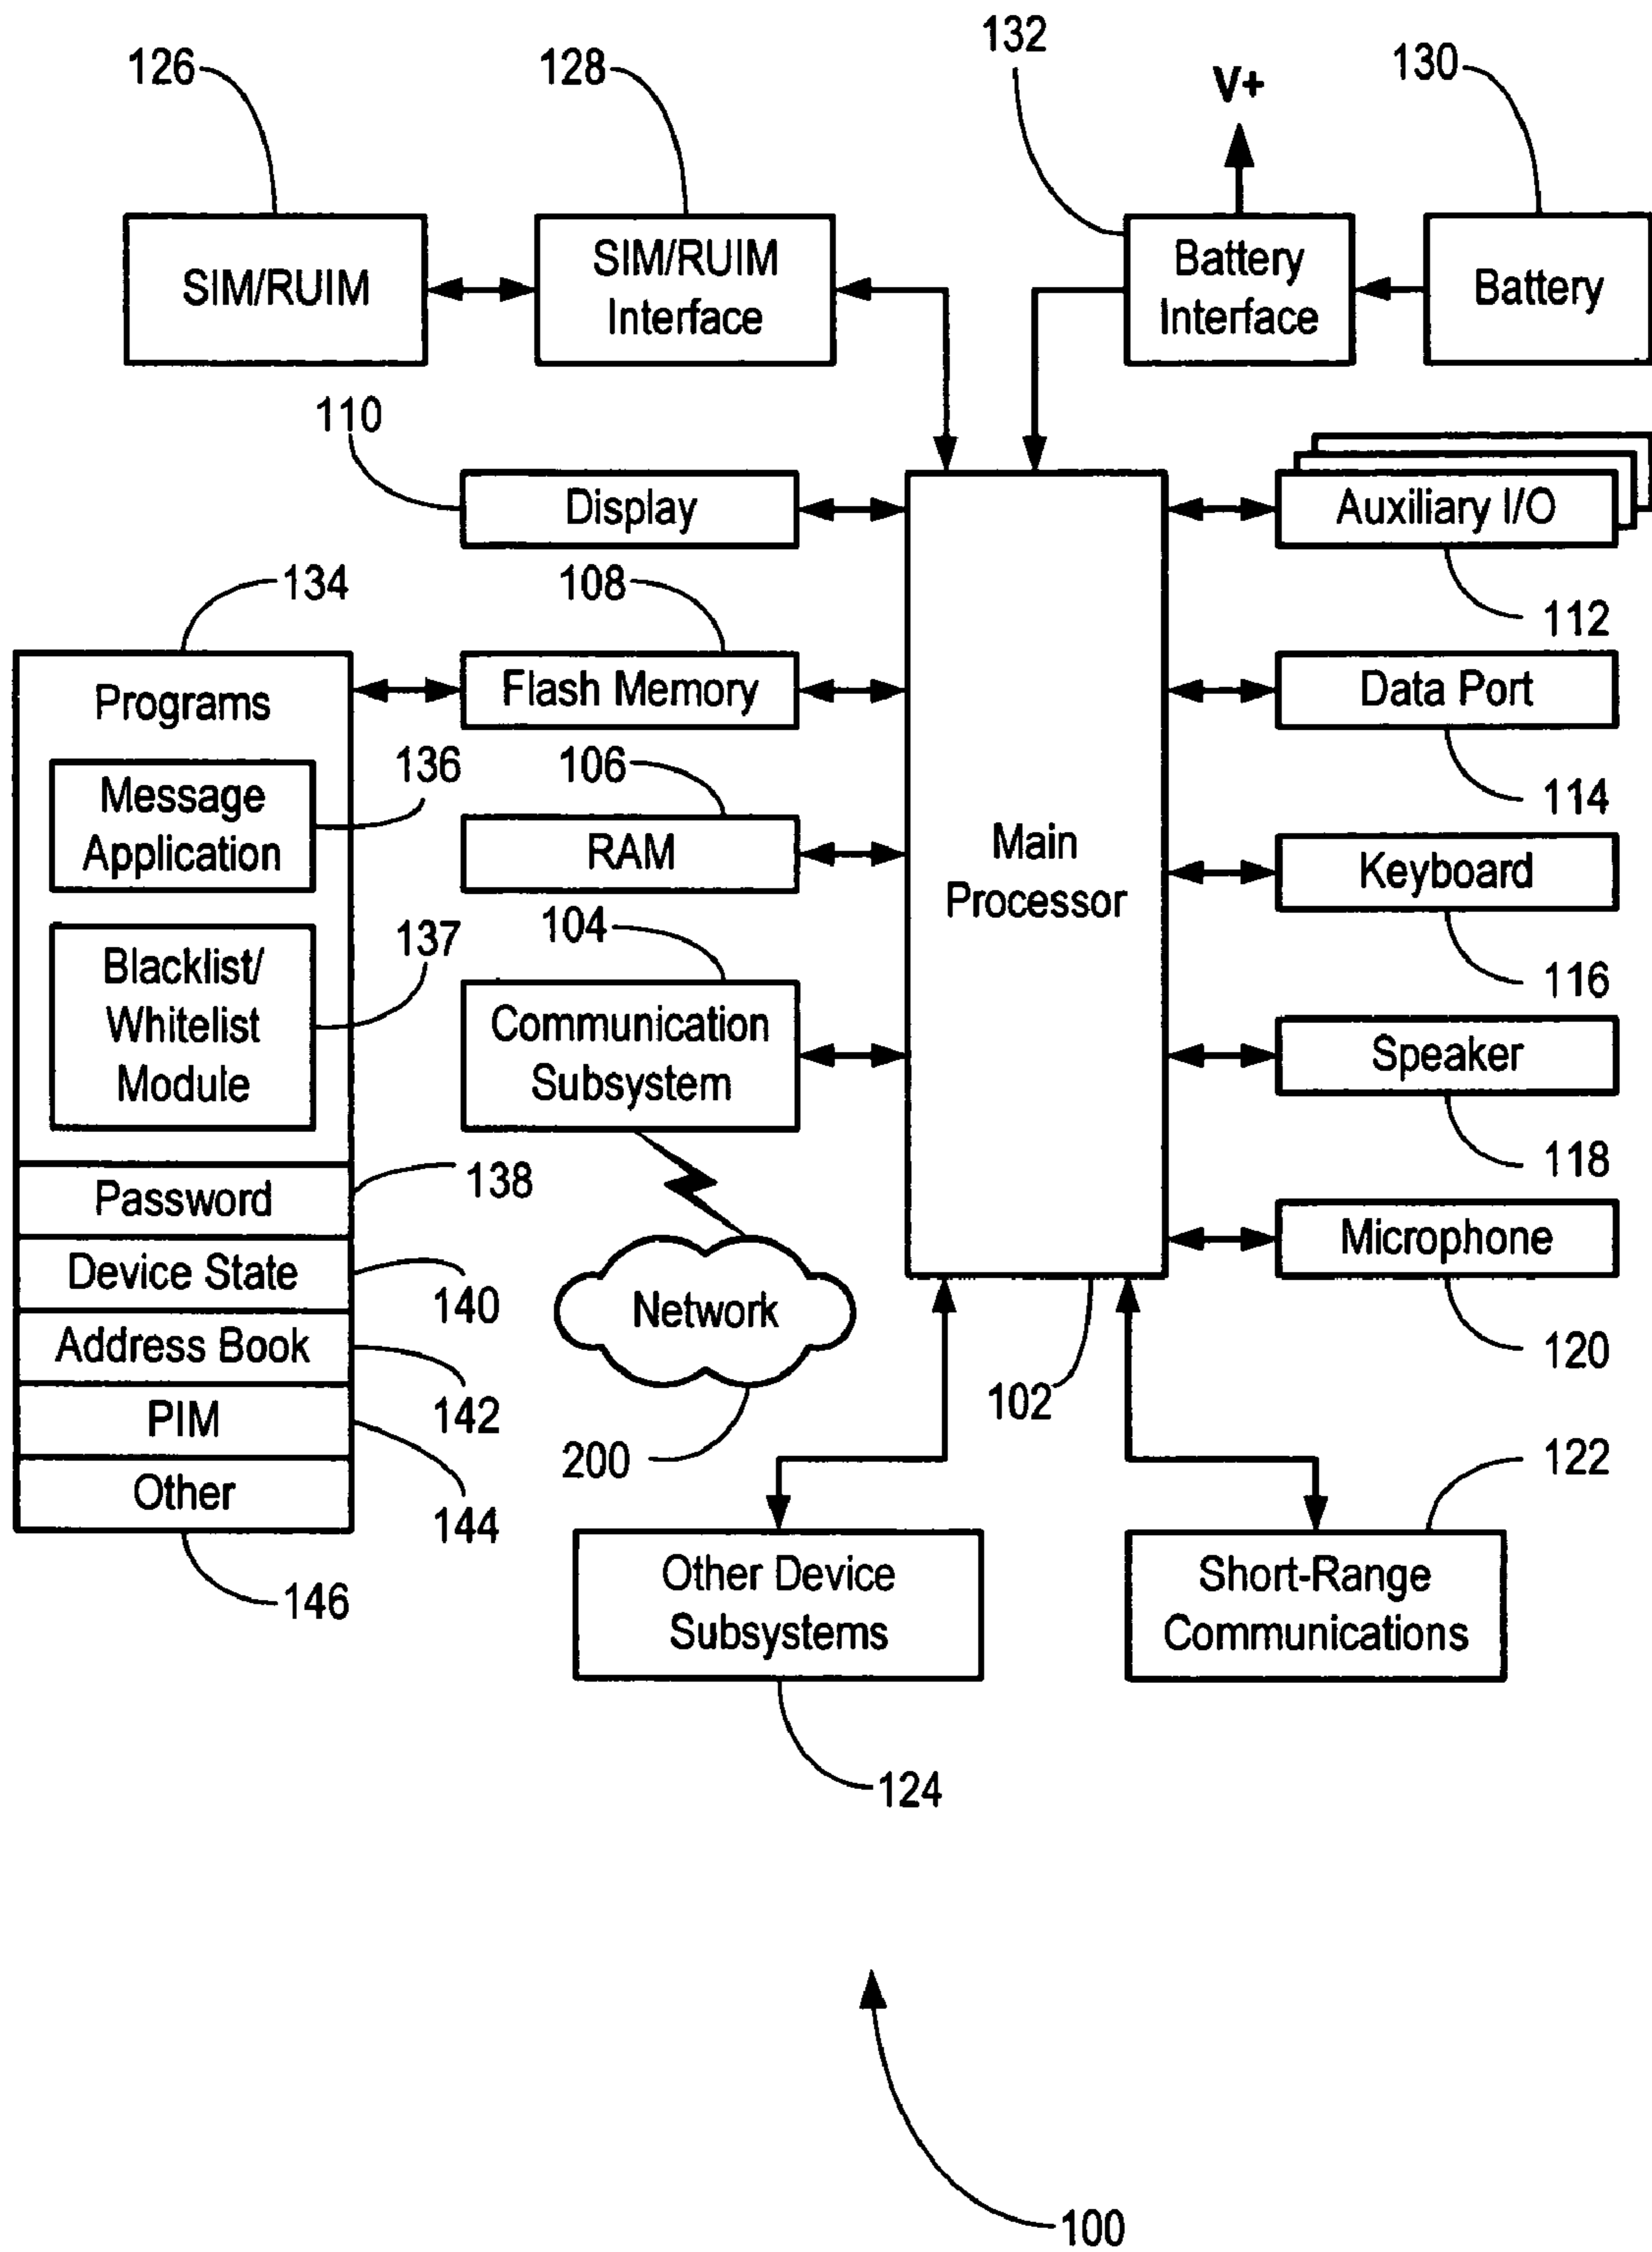 126
128
132
V+
130
SIM/RUIM
SIM/RUIM
Interface
Battery
Interface
Battery
110
Display
Auxiliary I/O
112
134
108
Programs
Flash Memory
Data Port
114
Message
Application
136
106
RAM
Main
Processor
Keyboard
116
Blacklist/
Whitelist
Module
137
104
Communication
Subsystem
Speaker
118
Password
138
Device State
140
Address Book
142
PIM
144
Other
146
Network
200
102
Microphone
120
122
Other Device
Subsystems
Short-Range
Communications
124
100